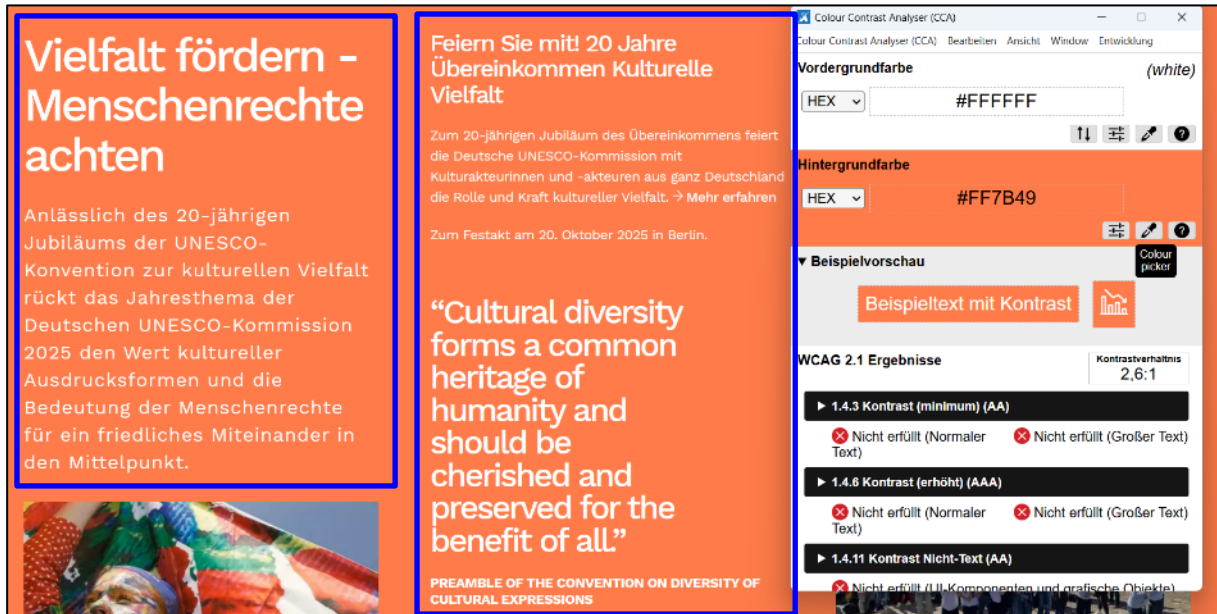 Vielfalt fördern -
Menschenrechte
achten
Anlässlich des 20-jährigen
Jubiläums der UNESCO-
Konvention zur kulturellen Vielfalt
rückt das Jahresthema der
Deutschen UNESCO-Kommission
2025 den Wert kultureller
Ausdrucksformen und die
Bedeutung der Menschenrechte
für ein friedliches Miteinander in
den Mittelpunkt.
Feiern Sie mit! 20 Jahre
Übereinkommen Kulturelle
Vielfalt
Zum 20-jährigen Jubiläum des Übereinkommens feiert
die Deutsche UNESCO-Kommission mit
Kulturakteurinnen und -akteuren aus ganz Deutschland
die Rolle und Kraft kultureller Vielfalt. → Mehr erfahren
Zum Festakt am 20. Oktober 2025 in Berlin.
“Cultural diversity
forms a common
heritage of
humanity and
should be
cherished and
preserved for the
benefit of all.”
PREAMBLE OF THE CONVENTION ON DIVERSITY OF
CULTURAL EXPRESSIONS
Colour Contrast Analyser (CCA)
Colour Contrast Analyser (CCA) Bearbeiten Ansicht Window Entwicklung
Vordergrundfarbe (white)
HEX #FFFFFF
Hintergrundfarbe
HEX #FF7B49
Colour
picker
▼ Beispielvorschau
Beispieltext mit Kontrast
WCAG 2.1 Ergebnisse
Kontrastverhältnis
2,6:1
▶ 1.4.3 Kontrast (minimum) (AA)
Nicht erfüllt (Normaler
Text)
Nicht erfüllt (Großer Text)
▶ 1.4.6 Kontrast (erhöht) (AAA)
Nicht erfüllt (Normaler
Text)
Nicht erfüllt (Großer Text)
▶ 1.4.11 Kontrast Nicht-Text (AA)
Nicht erfüllt (UI-Komponenten und grafische Objekte)